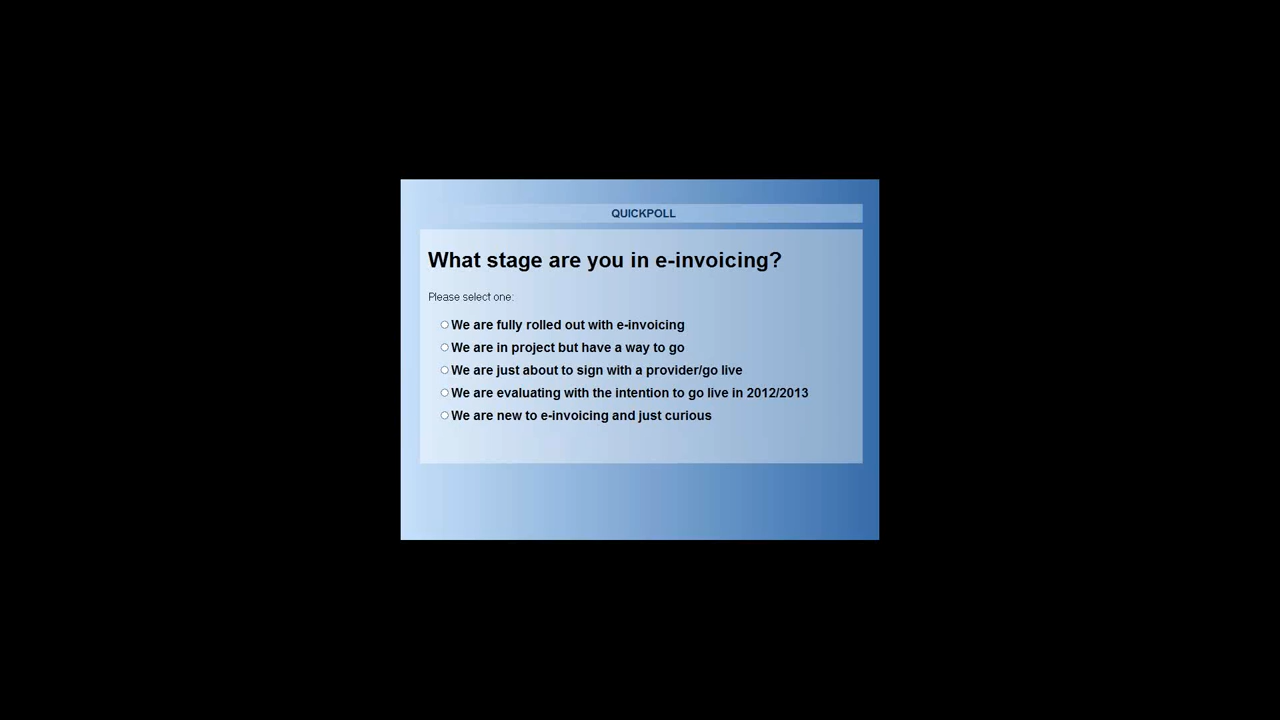 QUICKPOLL
What stage are you in e-invoicing?
Please select one:
We are fully rolled out with e-invoicing
We are in project but have a way to go
We are just about to sign with a provider/go live
We are evaluating with the intention to go live in 2012/2013
We are new to e-invoicing and just curious